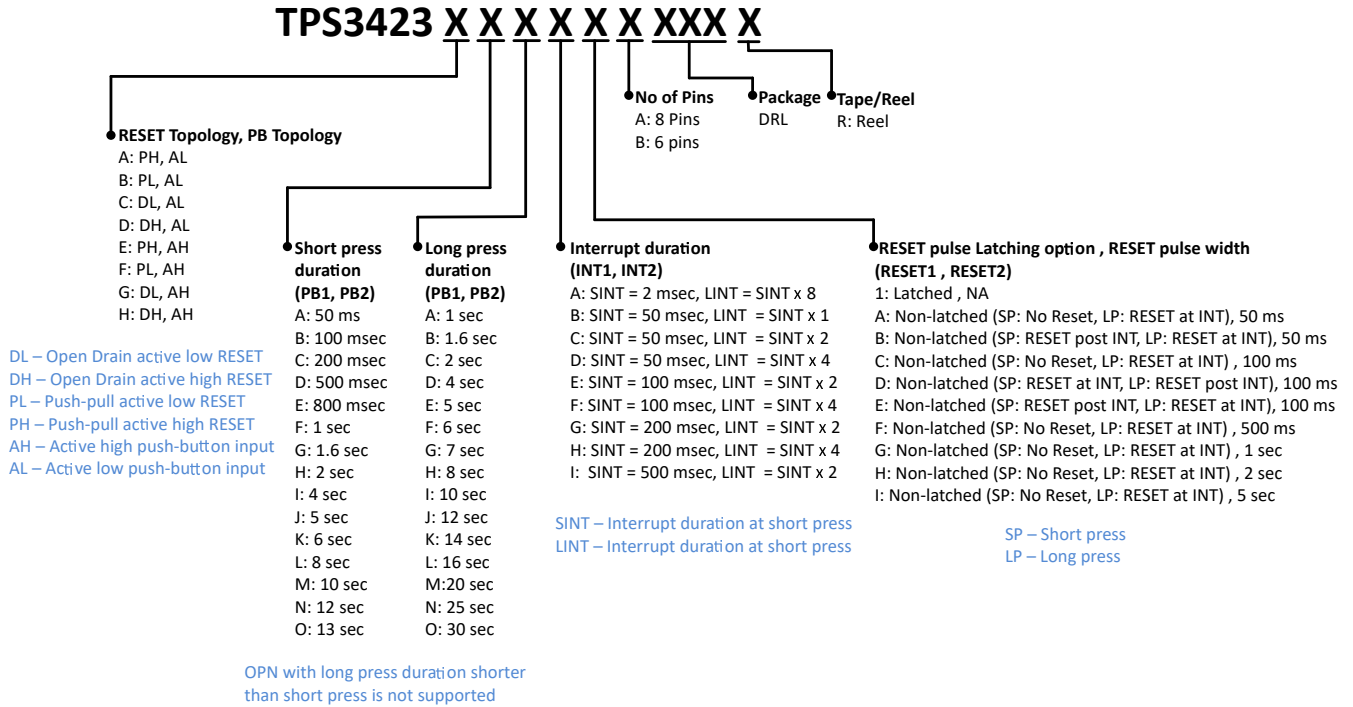 TPS3423 X X X X X X XXX X
No of Pins
A: 8 Pins
B: 6 pins
Package
DRL
Tape/Reel
R: Reel
RESET Topology, PB Topology
A: PH, AL
B: PL, AL
C: DL, AL
D: DH, AL
E: PH, AH
F: PL, AH
G: DL, AH
H: DH, AH
DL – Open Drain active low RESET
DH – Open Drain active high RESET
PL – Push-pull active low RESET
PH – Push-pull active high RESET
AH – Active high push-button input
AL – Active low push-button input
Short press
duration
(PB1, PB2)
A: 50 ms
B: 100 msec
C: 200 msec
D: 500 msec
E: 800 msec
F: 1 sec
G: 1.6 sec
H: 2 sec
I: 4 sec
J: 5 sec
K: 6 sec
L: 8 sec
M: 10 sec
N: 12 sec
O: 13 sec
Long press
duration
(PB1, PB2)
A: 1 sec
B: 1.6 sec
C: 2 sec
D: 4 sec
E: 5 sec
F: 6 sec
G: 7 sec
H: 8 sec
I: 10 sec
J: 12 sec
K: 14 sec
L: 16 sec
M:20 sec
N: 25 sec
O: 30 sec
OPN with long press duration shorter
than short press is not supported
Interrupt duration
(INT1, INT2)
A: SINT = 2 msec, LINT = SINT x 8
B: SINT = 50 msec, LINT = SINT x 1
C: SINT = 50 msec, LINT = SINT x 2
D: SINT = 50 msec, LINT = SINT x 4
E: SINT = 100 msec, LINT = SINT x 2
F: SINT = 100 msec, LINT = SINT x 4
G: SINT = 200 msec, LINT = SINT x 2
H: SINT = 200 msec, LINT = SINT x 4
I: SINT = 500 msec, LINT = SINT x 2
SINT – Interrupt duration at short press
LINT – Interrupt duration at short press
RESET pulse Latching option , RESET pulse width
(RESET1 , RESET2)
1: Latched , NA
A: Non-latched (SP: No Reset, LP: RESET at INT), 50 ms
B: Non-latched (SP: RESET post INT, LP: RESET at INT), 50 ms
C: Non-latched (SP: No Reset, LP: RESET at INT) , 100 ms
D: Non-latched (SP: RESET at INT, LP: RESET post INT), 100 ms
E: Non-latched (SP: RESET post INT, LP: RESET at INT), 100 ms
F: Non-latched (SP: No Reset, LP: RESET at INT) , 500 ms
G: Non-latched (SP: No Reset, LP: RESET at INT) , 1 sec
H: Non-latched (SP: No Reset, LP: RESET at INT) , 2 sec
I: Non-latched (SP: No Reset, LP: RESET at INT) , 5 sec
SP – Short press
LP – Long press